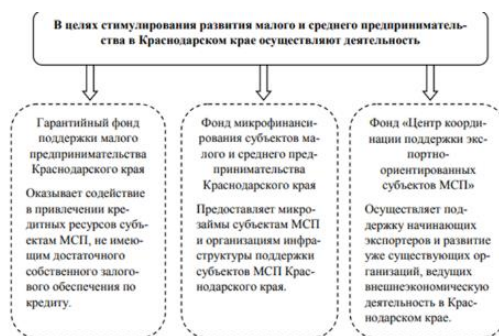 В целях стимулирования развития малого и среднего предприниматель-
ства в Краснодарском крае осуществляют деятельность
Гарантийный фонд
поддержки малого
предпринимательства
Краснодарского края
Оказывает содействие
в привлечении кре-
дитных ресурсов субъ-
ектам МСП, не имею-
щим достаточного
собственного залого-
вого обеспечения по
кредиту.
Фонд микрофинанси-
рования субъектов ма-
лого и среднего пред-
принимательства
Краснодарского края
Предоставляет микро-
займы субъектам МСП
и организациям инфра-
структуры поддержки
субъектов МСП Крас-
нодарского края.
Фонд «Центр коорди-
нации поддержки экс-
портно-
ориентированных
субъектов МСП»
Осуществляет под-
держку начинающих
экспортеров и развитие
уже существующих ор-
ганизаций, ведущих
внешнеэкономическую
деятельность в Крас-
нодарском крае.